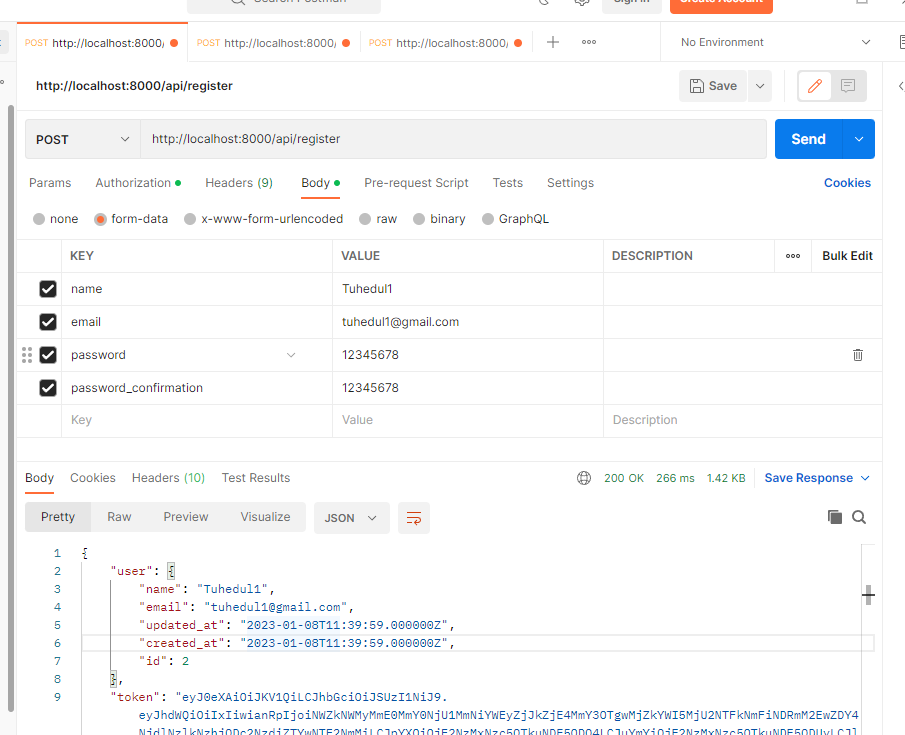 Search Postman
Sign In
Create Account
POST http://localhost:8000/
POST http://localhost:8000/
POST http://localhost:8000/
No Environment
http://localhost:8000/api/register
Save
POST
http://localhost:8000/api/register
Send
Params
Authorization
Headers (9)
Body
Pre-request Script
Tests
Settings
Cookies
none
form-data
x-www-form-urlencoded
raw
binary
GraphQL
KEY VALUE DESCRIPTION Bulk Edit
name Tuhedul1
email tuhedul1@gmail.com
password 12345678
password_confirmation 12345678
Key Value Description
Body Cookies Headers (10) Test Results 200 OK 266 ms 1.42 KB Save Response
Pretty Raw Preview Visualize JSON
1 {
2 "user": {
3 "name": "Tuhedul1",
4 "email": "tuhedul1@gmail.com",
5 "updated_at": "2023-01-08T11:39:59.000000Z",
6 "created_at": "2023-01-08T11:39:59.000000Z",
7 "id": 2
8 },
9 "token": "eyJ0eXAiOiJKV1QiLCJhbGciOiJSUzI1NiJ9.